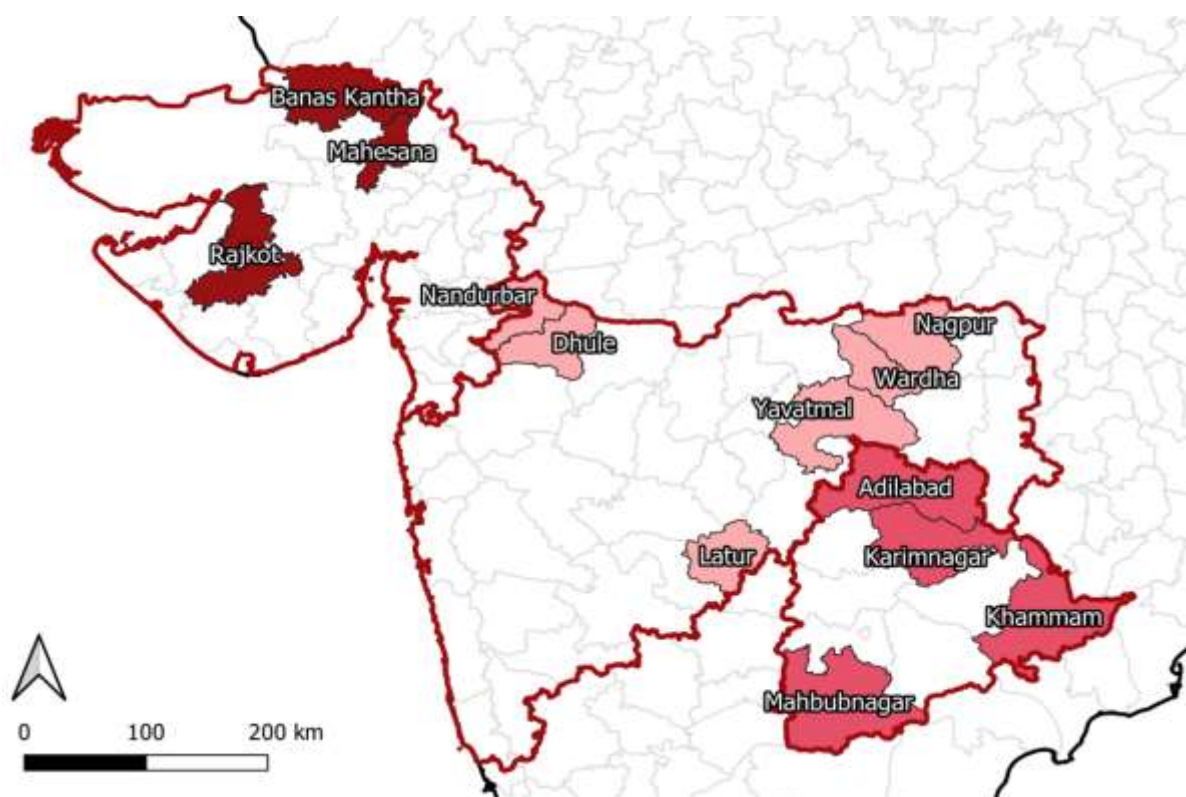 Banas Kantha
Mahesana
Rajkot
Nandurbar
Dhule
Nagpur
Wardha
Yavatmal
Adilabad
Latur
Karimnagar
Khammam
Mahbubnagar
0 100 200 km